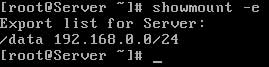 [root@Server ~]# showmount -e
Export list for Server:
/data 192.168.0.0/24
[root@Server ~]# _